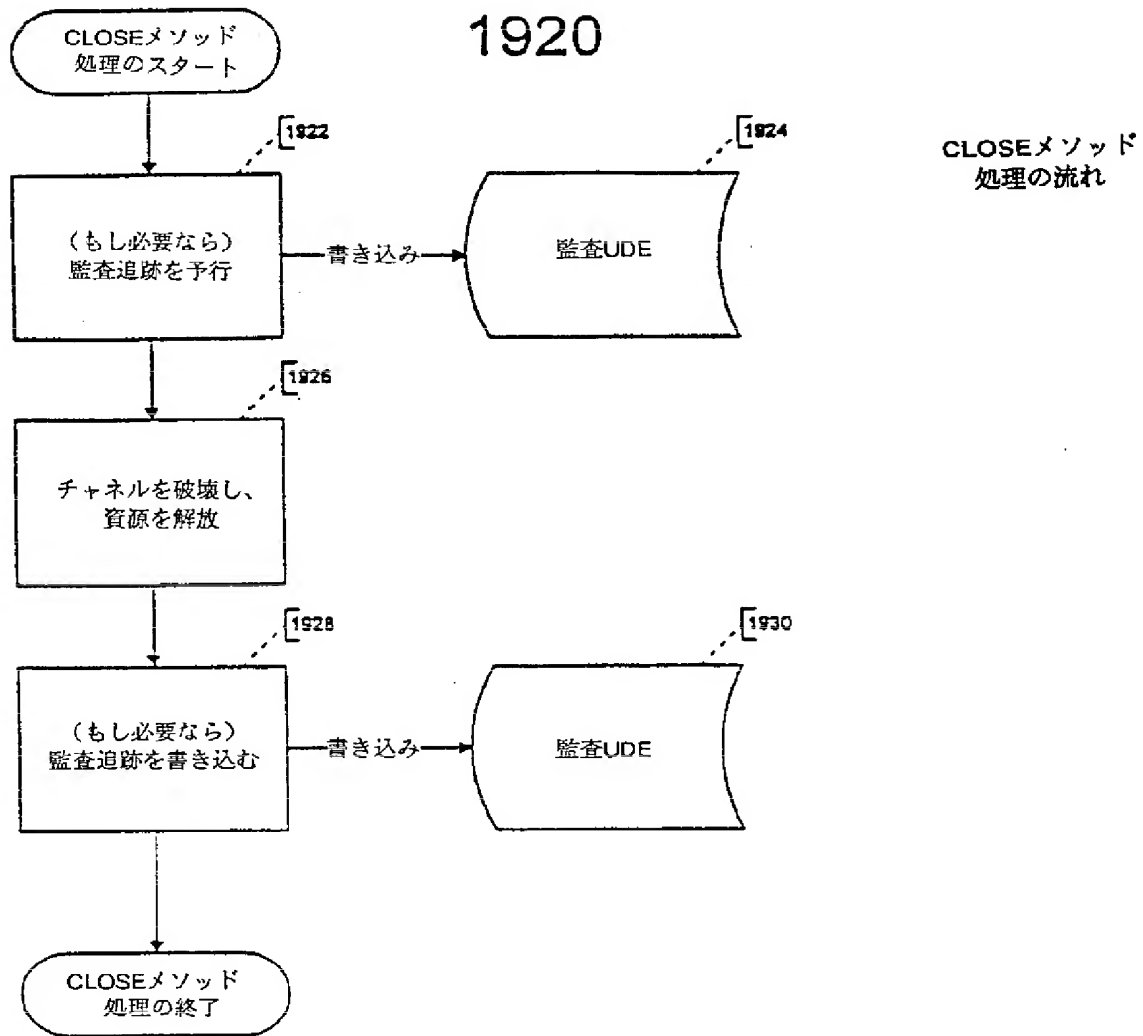 1920
CLOSEメソッド
処理のスタート
CLOSEメソッド
処理の流れ
1922
1924
(もし必要なら)
監査追跡を予行
書き込み
監査UDE
1926
チャネルを破壊し、
資源を解放
1928
1930
(もし必要なら)
監査追跡を書き込む
書き込み
監査UDE
CLOSEメソッド
処理の終了